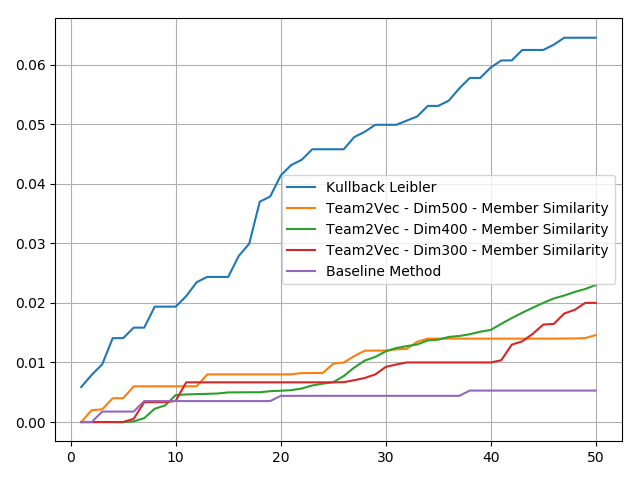 0.06
0.05
0.04
0.03
0.02
0.01
0.00
Kullback Leibler
Team2Vec - Dim500 - Member Similarity
Team2Vec - Dim400 - Member Similarity
Team2Vec - Dim300 - Member Similarity
Baseline Method
0 10 20 30 40 50